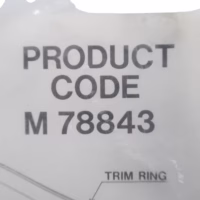 PRODUCT
CODE
M 78843
TRIM RING